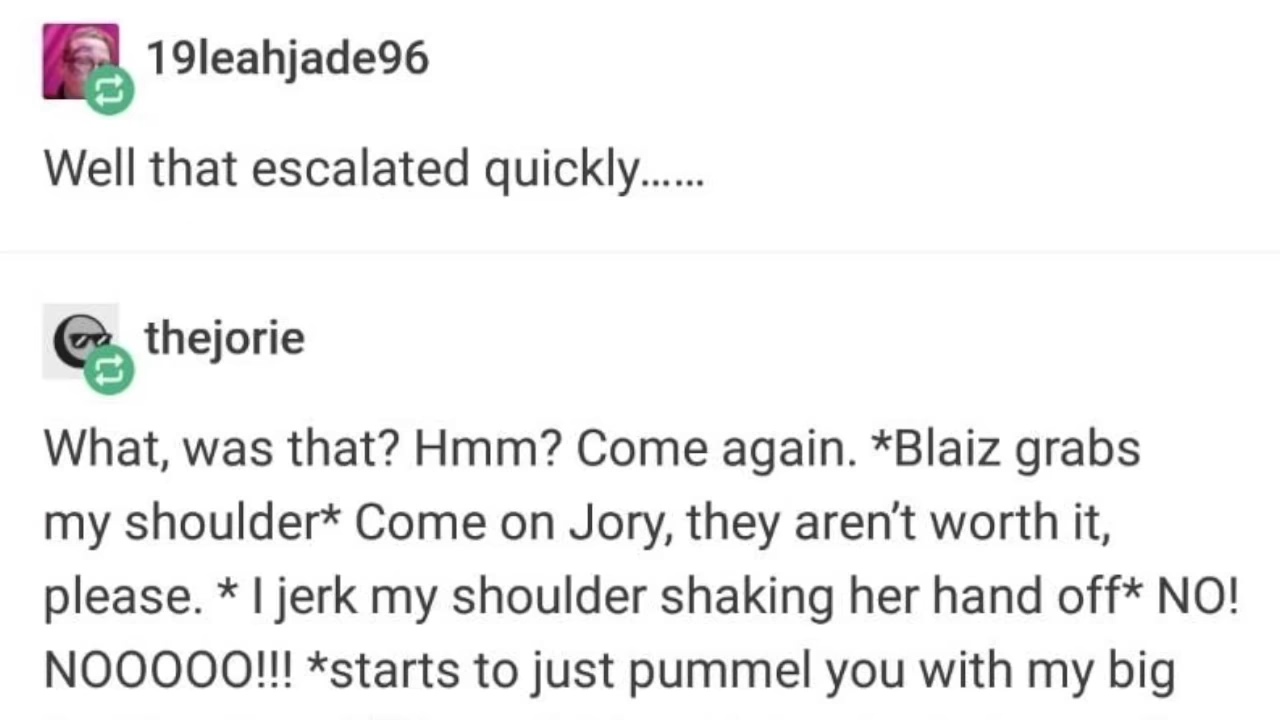 19leahjade96
Well that escalated quickly......
thejorie
What, was that? Hmm? Come again. *Blaiz grabs
my shoulder* Come on Jory, they aren’t worth it,
please. * I jerk my shoulder shaking her hand off* NO!
NOOOOO!!! *starts to just pummel you with my big